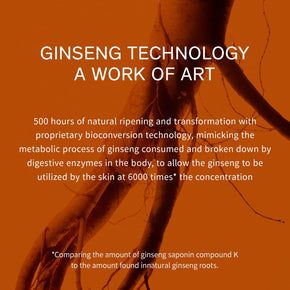 GINSENG TECHNOLOGY
A WORK OF ART
500 hours of natural ripening and transformation with
proprietary bioconversion technology, mimicking the
metabolic process of ginseng consumed and broken down by
digestive enzymes in the body, to allow the ginseng to be
utilized by the skin at 6000 times* the concentration
*Comparing the amount of ginseng saponin compound K
to the amount found innatural ginseng roots.